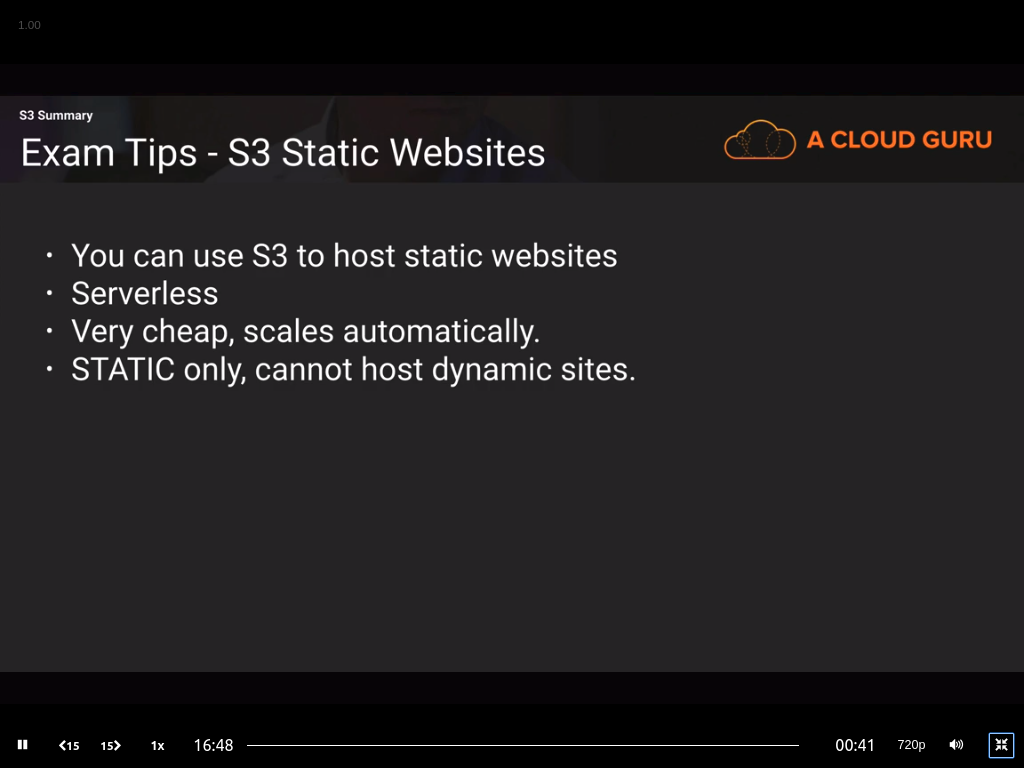 1.00
S3 Summary
Exam Tips - S3 Static Websites
A CLOUD GURU
• You can use S3 to host static websites
• Serverless
• Very cheap, scales automatically.
• STATIC only, cannot host dynamic sites.
15 15 1x 16:48 00:41 720p